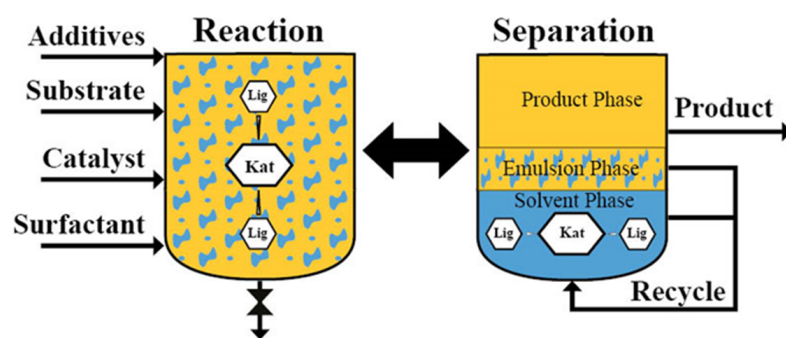 Reaction
Separation
Additives
Substrate
Catalyst
Surfactant
Lig
Kat
Lig
Product Phase
Product
Emulsion Phase
Solvent Phase
Lig Kat Lig
Recycle